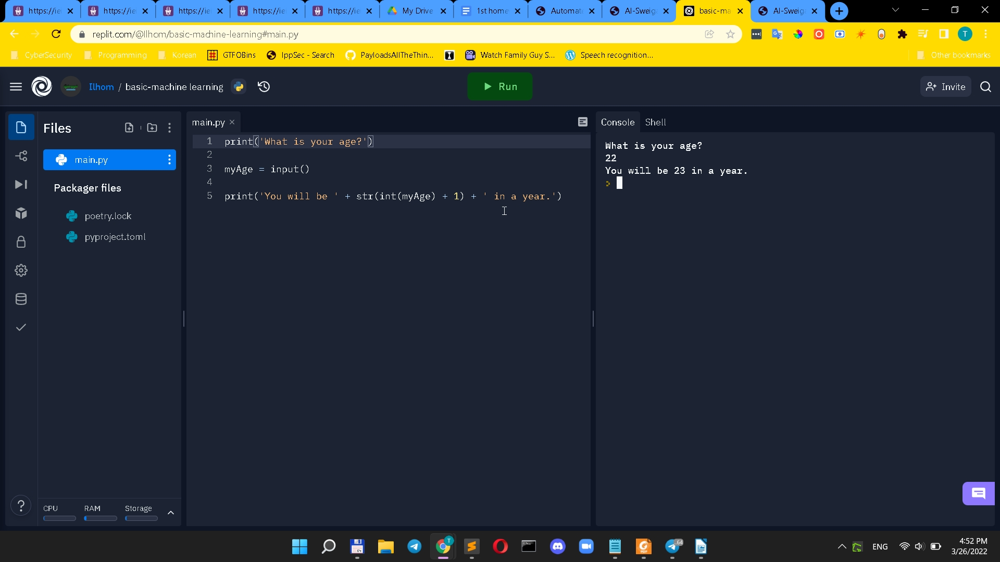 https://ie
https://ie
https://ie
https://ie
https://ie
My Drive
1st home
Automat
Al-Sweig
basic-ma
Al-Sweig
replit.com/@Ilhom/basic-machine-learning#main.py
T
CyberSecurity
Programming
Korean
GTFOBins
IppSec - Search
PayloadsAllTheThin...
Watch Family Guy S...
Speech recognition...
Other bookmarks
Ilhom / basic-machine learning
Run
Invite
Files
main.py
Console
Shell
main.py
poetry.lock
pyproject.toml
1 print('What is your age?')
2
3 myAge = input()
4
5 print('You will be ' + str(int(myAge) + 1) + ' in a year.')
What is your age?
22
You will be 23 in a year.
CPU
RAM
Storage
?
64
T
PDF
..64
ENG
4:52 PM
3/26/2022